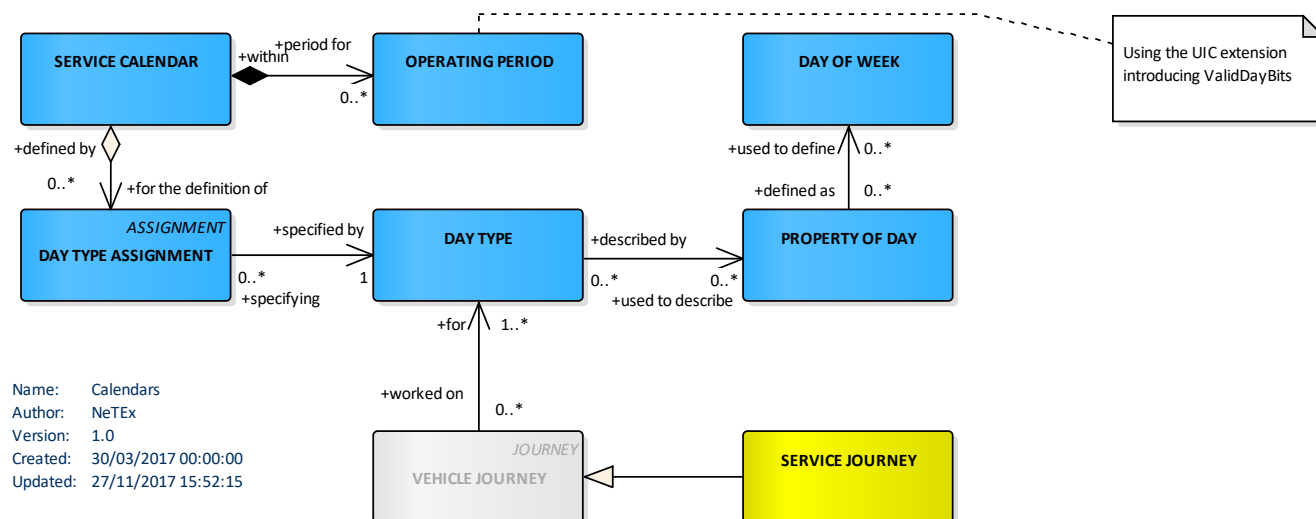 SERVICE CALENDAR
+within
+period for
0..*
OPERATING PERIOD
DAY OF WEEK
Using the UIC extension
introducing ValidDayBits
+defined by
0..*
+for the definition of
+used to define
0..*
+defined as
0..*
ASSIGNMENT
DAY TYPE ASSIGNMENT
+specified by
0..*
1
+specifying
DAY TYPE
+described by
0..*
0..*
+used to describe
PROPERTY OF DAY
+for
1..*
+worked on
0..*
Name: Calendars
Author: NeTEx
Version: 1.0
Created: 30/03/2017 00:00:00
Updated: 27/11/2017 15:52:15
JOURNEY
VEHICLE JOURNEY
SERVICE JOURNEY